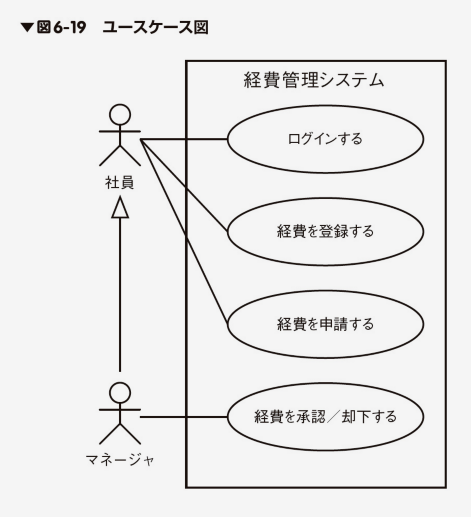 ▼図6-19 ユースケース図
経費管理システム
ログインする
社員
経費を登録する
経費を申請する
経費を承認／却下する
マネージャ